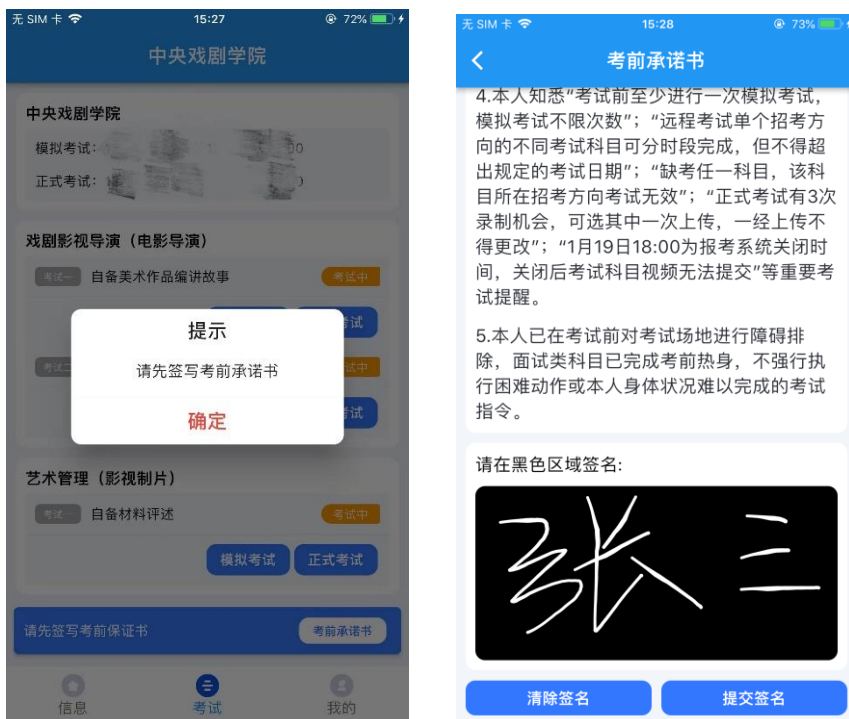 无 SIM 卡
15:27
72%
中央戏剧学院
中央戏剧学院
模拟考试：
正式考试：
戏剧影视导演（电影导演）
考试一
自备美术作品编讲故事
考试中
考试
提示
请先签写考前承诺书
确定
考试二
考试中
考试
艺术管理（影视制片）
考试一
自备材料评述
考试中
模拟考试
正式考试
请先签写考前保证书
考前承诺书
信息
考试
我的
无 SIM 卡
15:28
73%
考前承诺书
4.本人知悉“考试前至少进行一次模拟考试，
模拟考试不限次数”；“远程考试单个招考方
向的不同考试科目可分时段完成，但不得超
出规定的考试日期”；“缺考任一科目，该科
目所在招考方向考试无效”；“正式考试有3次
录制机会，可选其中一次上传，一经上传不
得更改”；“1月19日18:00为报考系统关闭时
间，关闭后考试科目视频无法提交”等重要考
试提醒。
5.本人已在考试前对考试场地进行障碍排
除，面试类科目已完成考前热身，不强行执
行困难动作或本人身体状况难以完成的考试
指令。
请在黑色区域签名:
张三
清除签名
提交签名